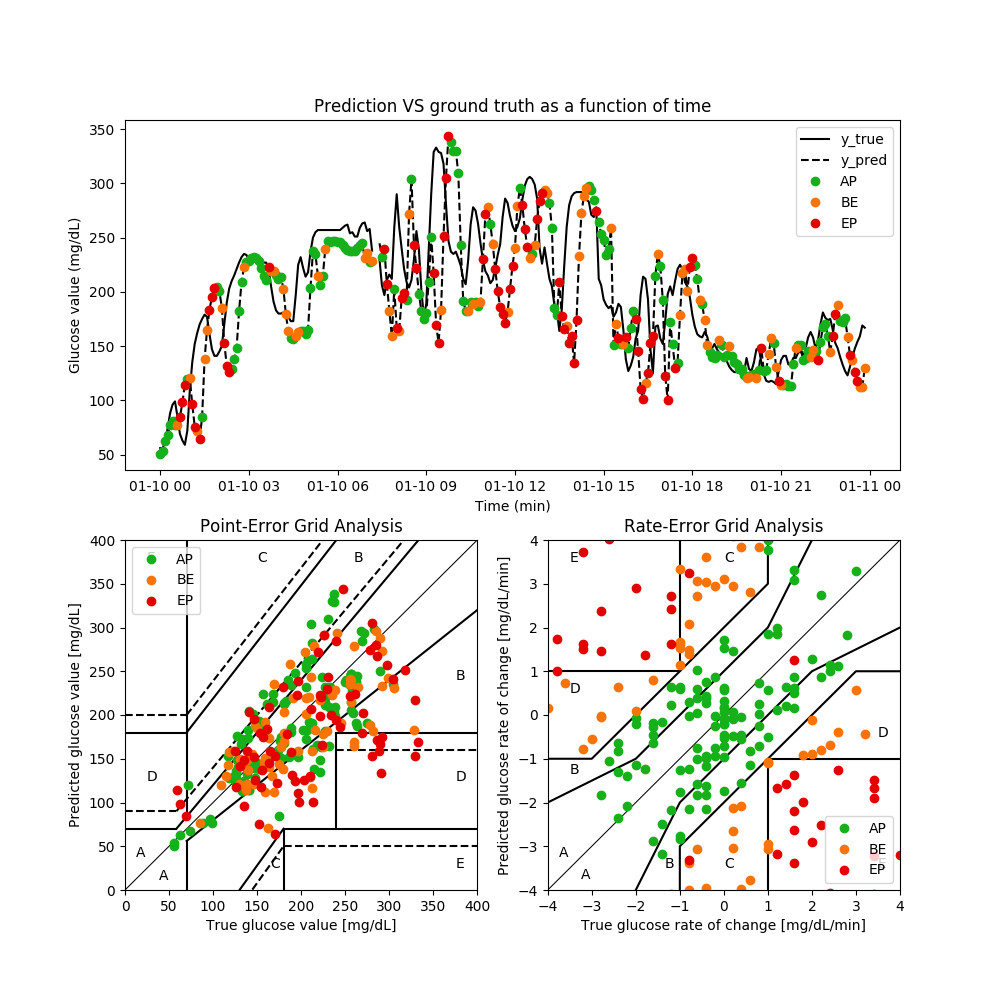 Prediction VS ground truth as a function of time
350
300
250
200
150
100
50
Glucose value (mg/dL)
y_true
y_pred
AP
BE
EP
01-10 00 01-10 03 01-10 06 01-10 09 01-10 12 01-10 15 01-10 18 01-10 21 01-11 00
Time (min)
Point-Error Grid Analysis
400
350
300
250
200
150
100
50
0
Predicted glucose value [mg/dL]
AP
BE
EP
E C B
B
D D
A
A C E
0 50 100 150 200 250 300 350 400
True glucose value [mg/dL]
Rate-Error Grid Analysis
4
3
2
1
0
−1
−2
−3
−4
Predicted glucose rate of change [mg/dL/min]
E C
D
D
B
A B C
A
AP
BE
EP
−4 −3 −2 −1 0 1 2 3 4
True glucose rate of change [mg/dL/min]